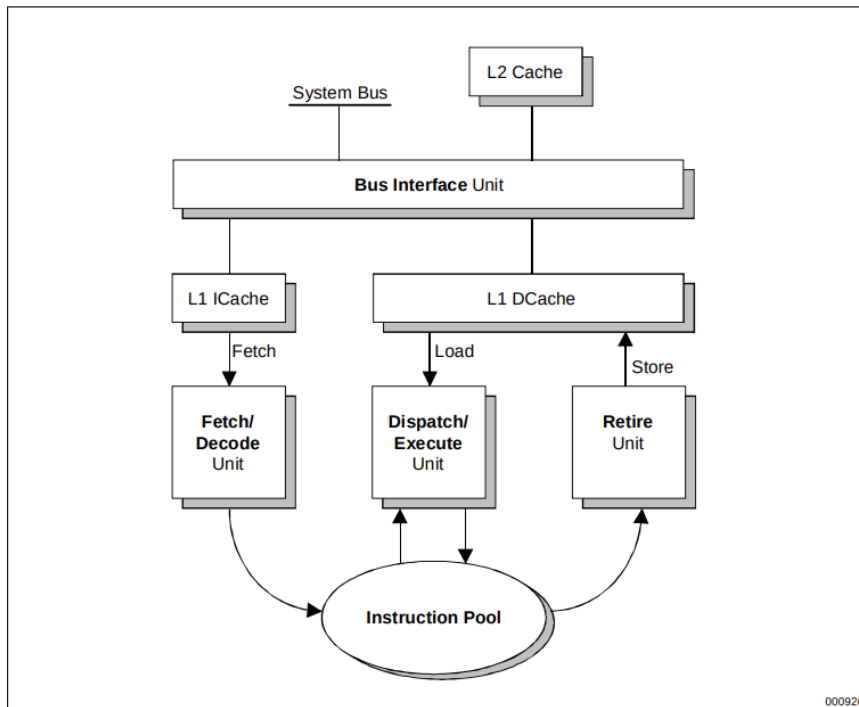 L2 Cache
System Bus
Bus Interface Unit
L1 ICache
L1 DCache
Fetch
Load
Store
Fetch/
Decode
Unit
Dispatch/
Execute
Unit
Retire
Unit
Instruction Pool